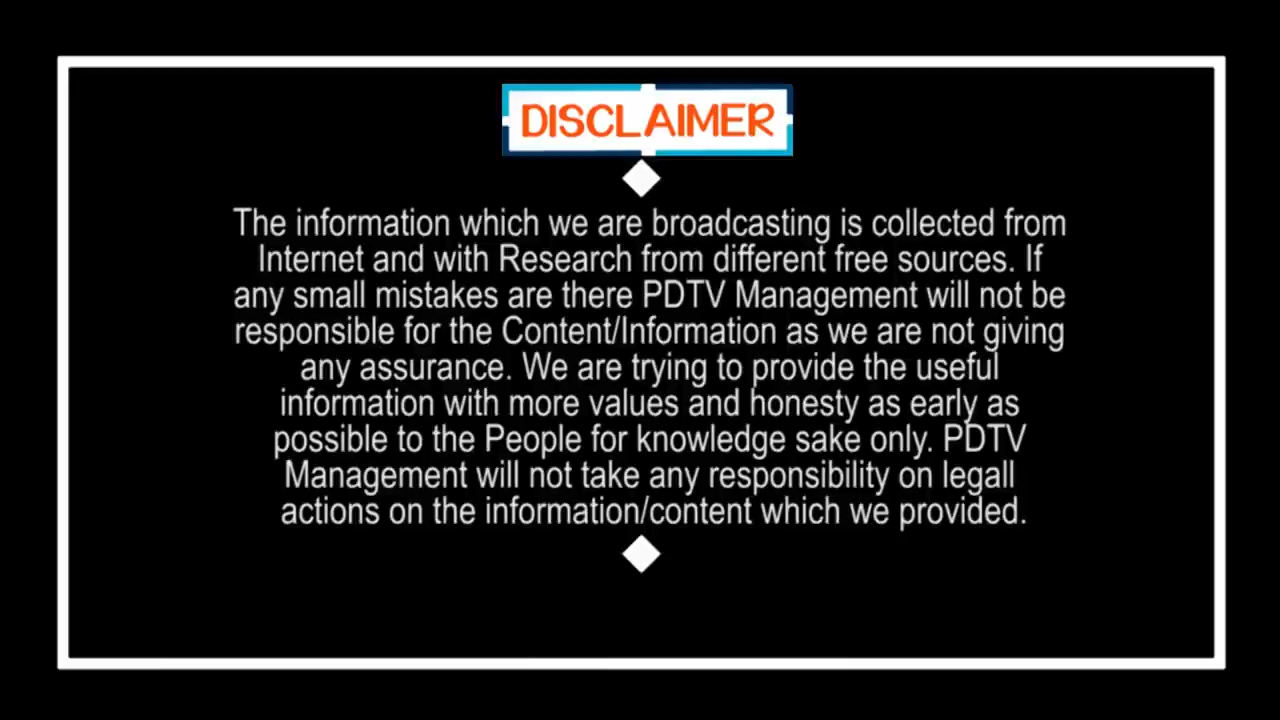 DISCLAIMER
The information which we are broadcasting is collected from
Internet and with Research from different free sources. If
any small mistakes are there PDTV Management will not be
responsible for the Content/Information as we are not giving
any assurance. We are trying to provide the useful
information with more values and honesty as early as
possible to the People for knowledge sake only. PDTV
Management will not take any responsibility on legall
actions on the information/content which we provided.